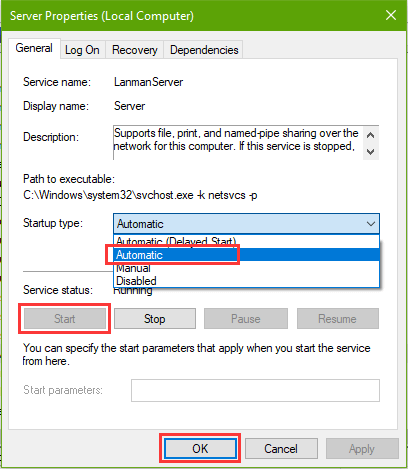 Server Properties (Local Computer)
General Log On Recovery Dependencies
Service name: LanmanServer
Display name: Server
Description: Supports file, print, and named-pipe sharing over the
network for this computer. If this service is stopped,
Path to executable:
C:\Windows\system32\svchost.exe -k netsvcs -p
Startup type: Automatic
Automatic (Delayed Start)
Automatic
Manual
Disabled
Service status: Running
Start Stop Pause Resume
You can specify the start parameters that apply when you start the service
from here.
Start parameters:
OK Cancel Apply